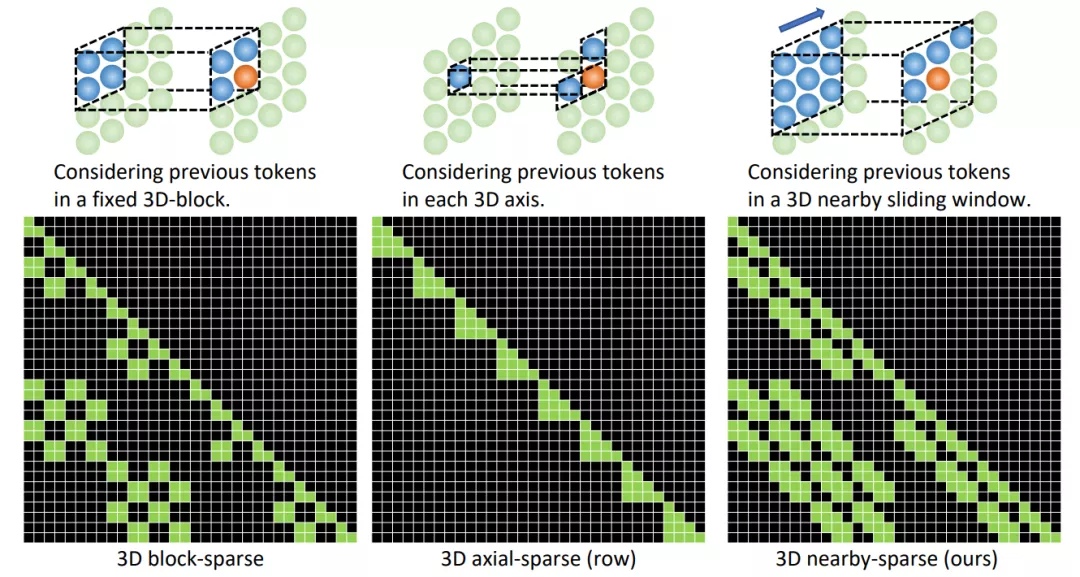 Considering previous tokens
in a fixed 3D-block.
Considering previous tokens
in each 3D axis.
Considering previous tokens
in a 3D nearby sliding window.
3D block-sparse
3D axial-sparse (row)
3D nearby-sparse (ours)